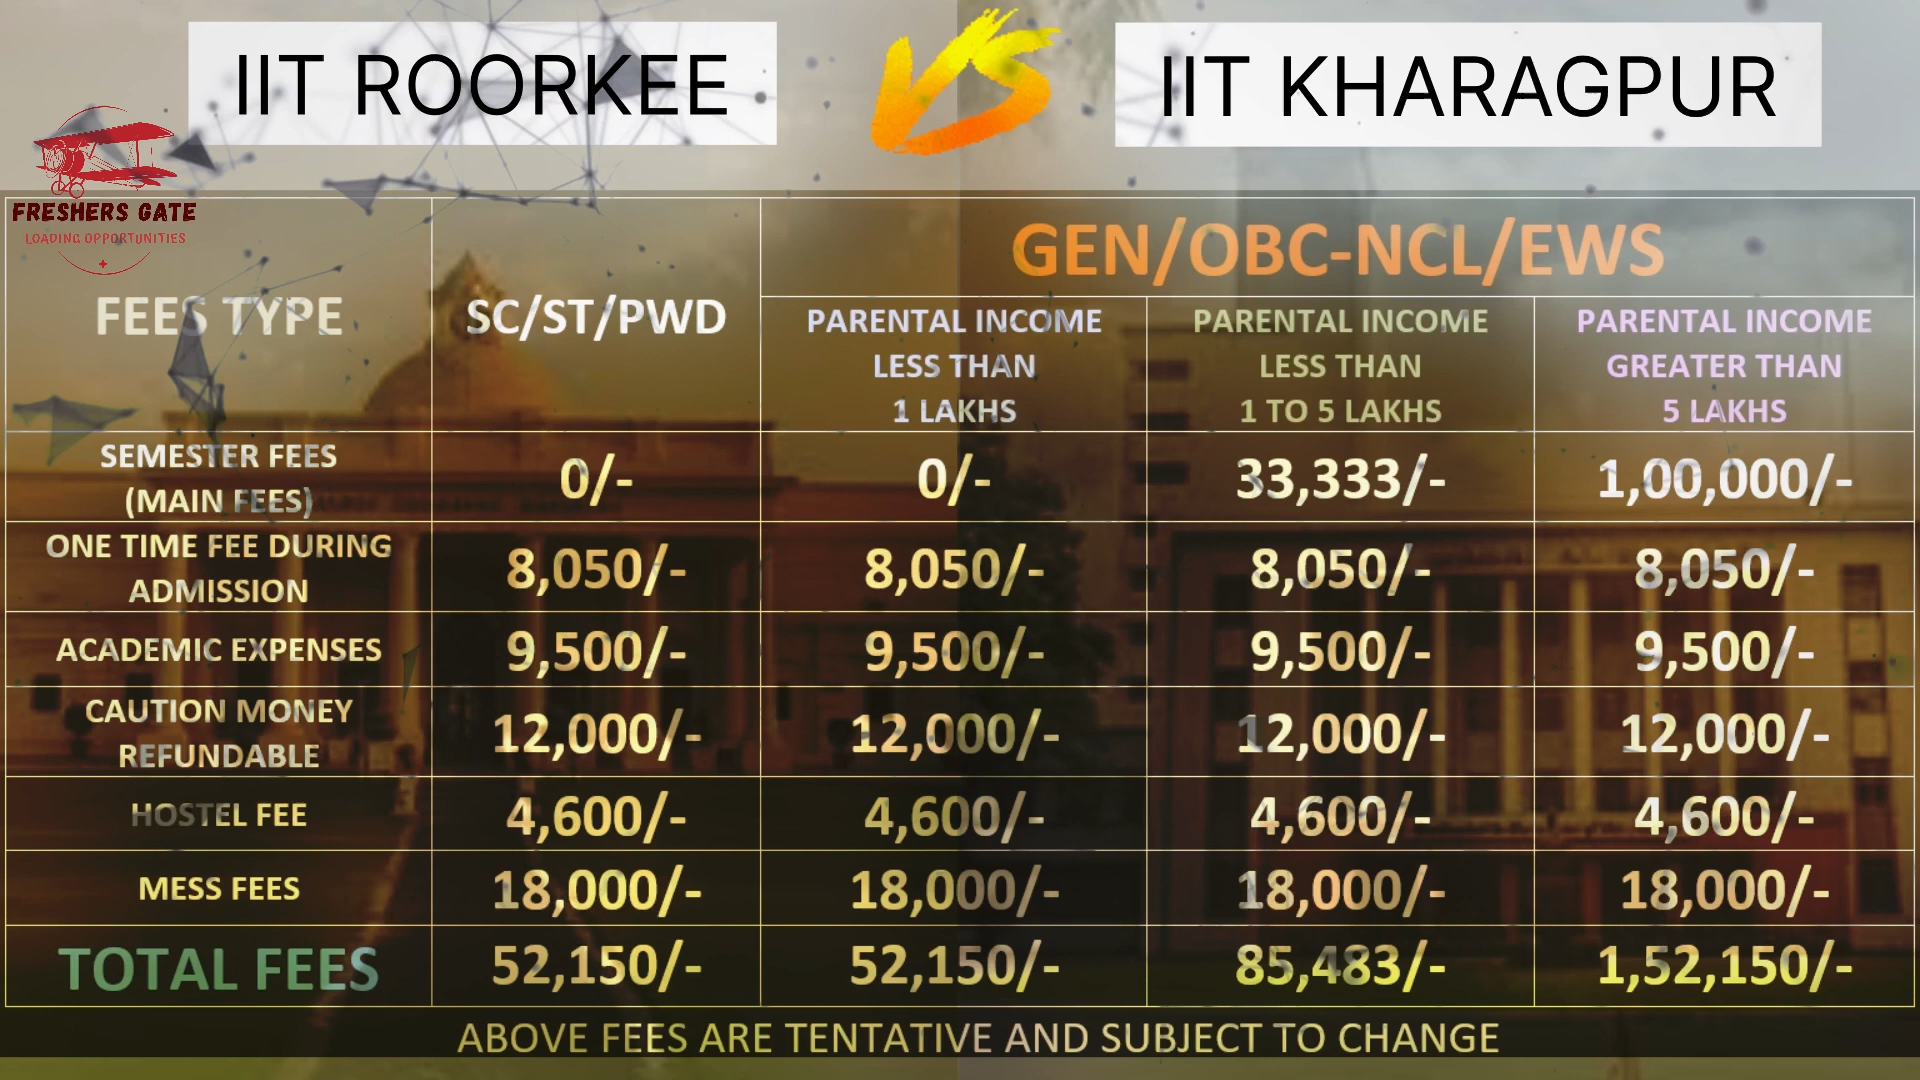 IIT ROORKEE
VS
IIT KHARAGPUR
FRESHERS GATE
LOADING OPPORTUNITIES
FEES TYPE
SC/ST/PWD
GEN/OBC-NCL/EWS
PARENTAL INCOME
LESS THAN
1 LAKHS
PARENTAL INCOME
LESS THAN
1 TO 5 LAKHS
PARENTAL INCOME
GREATER THAN
5 LAKHS
SEMESTER FEES
(MAIN FEES)
0/-
0/-
33,333/-
1,00,000/-
ONE TIME FEE DURING
ADMISSION
8,050/-
8,050/-
8,050/-
8,050/-
ACADEMIC EXPENSES
9,500/-
9,500/-
9,500/-
9,500/-
CAUTION MONEY
REFUNDABLE
12,000/-
12,000/-
12,000/-
12,000/-
HOSTEL FEE
4,600/-
4,600/-
4,600/-
4,600/-
MESS FEES
18,000/-
18,000/-
18,000/-
18,000/-
TOTAL FEES
52,150/-
52,150/-
85,483/-
1,52,150/-
ABOVE FEES ARE TENTATIVE AND SUBJECT TO CHANGE